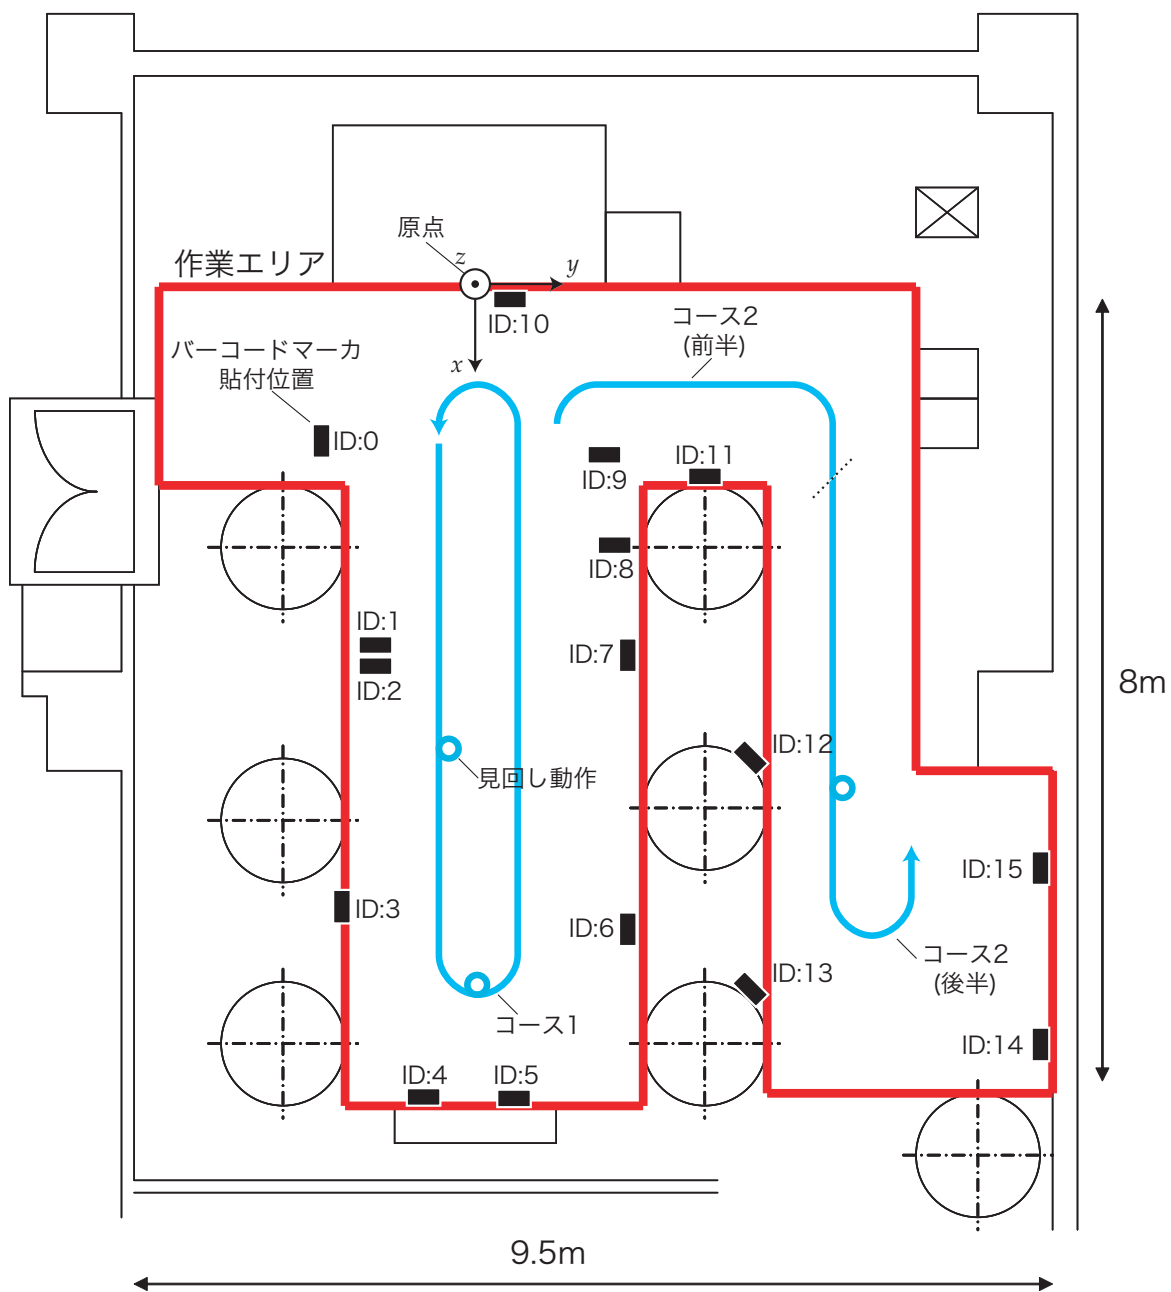 原点
z
y
作業エリア
ID:10
コース2
(前半)
バーコードマーカ
貼付位置
x
ID:0
ID:9
ID:11
ID:8
ID:1
ID:2
ID:7
8m
ID:12
見回し動作
ID:15
ID:3
ID:6
コース2
(後半)
ID:13
コース1
ID:14
ID:4
ID:5
9.5m